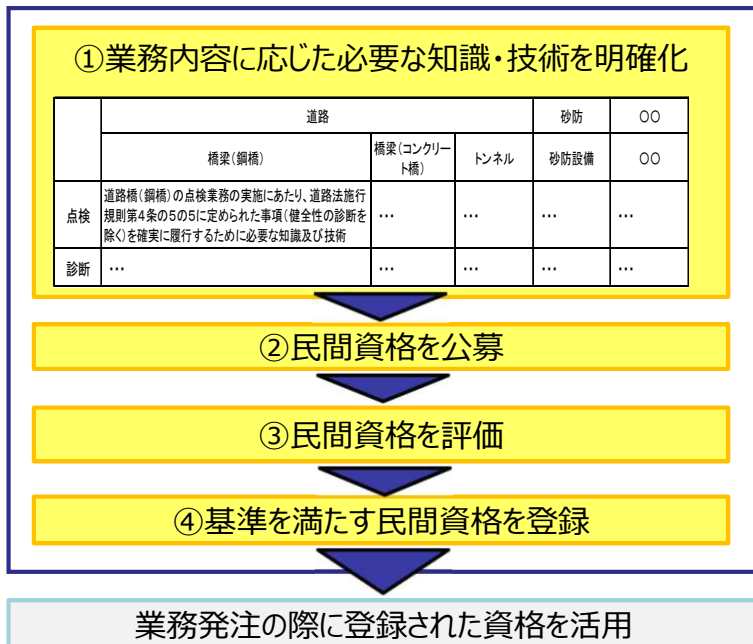 ①業務内容に応じた必要な知識・技術を明確化
道路 砂防 ○○
橋梁(鋼橋) 橋梁(コンクリー トンネル 砂防設備 ○○
ト橋)
点検 道路橋(鋼橋)の点検業務の実施にあたり、道路法施行 … … … …
規則第4条の5の5に定められた事項(健全性の診断を
除く)を確実に履行するために必要な知識及び技術
診断 … … … … …
②民間資格を公募
③民間資格を評価
④基準を満たす民間資格を登録
業務発注の際に登録された資格を活用